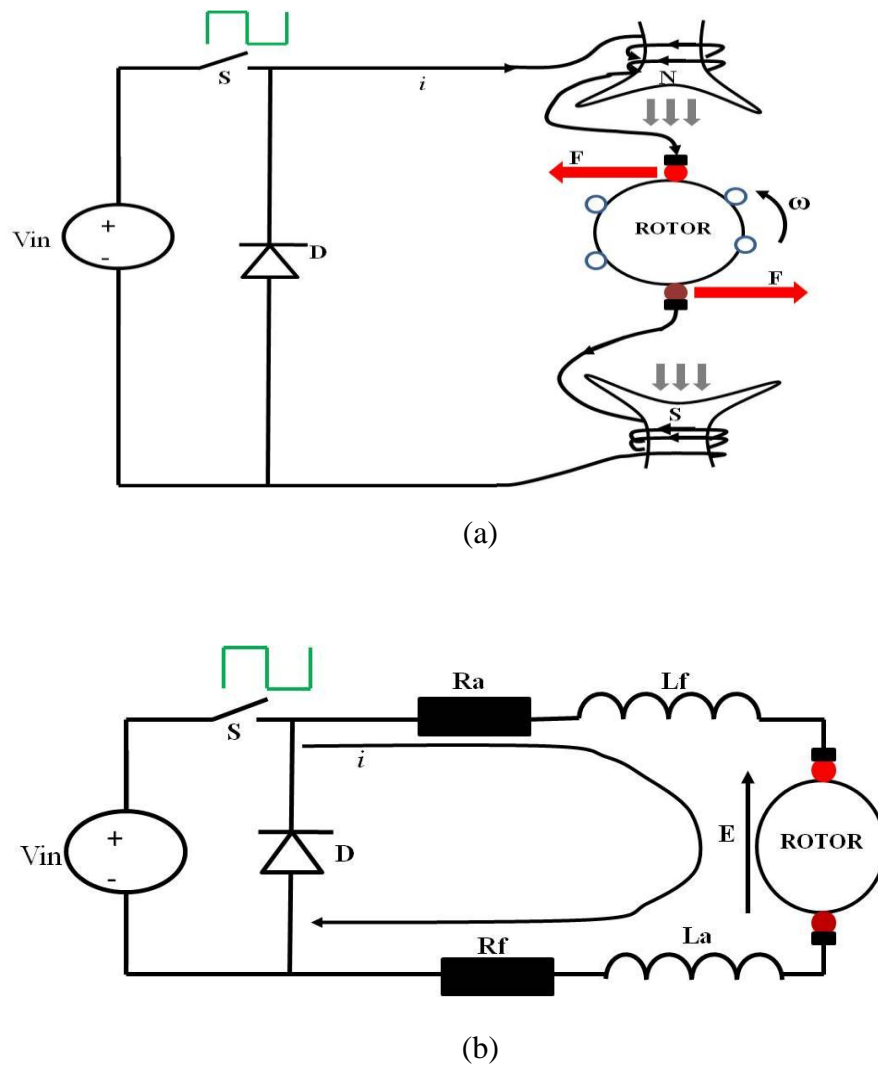 S
i
N
F
ω
ROTOR
Vin
+
-
D
F
S
(a)
Ra
Lf
S
i
Vin
+
-
D
E
ROTOR
Rf
La
(b)